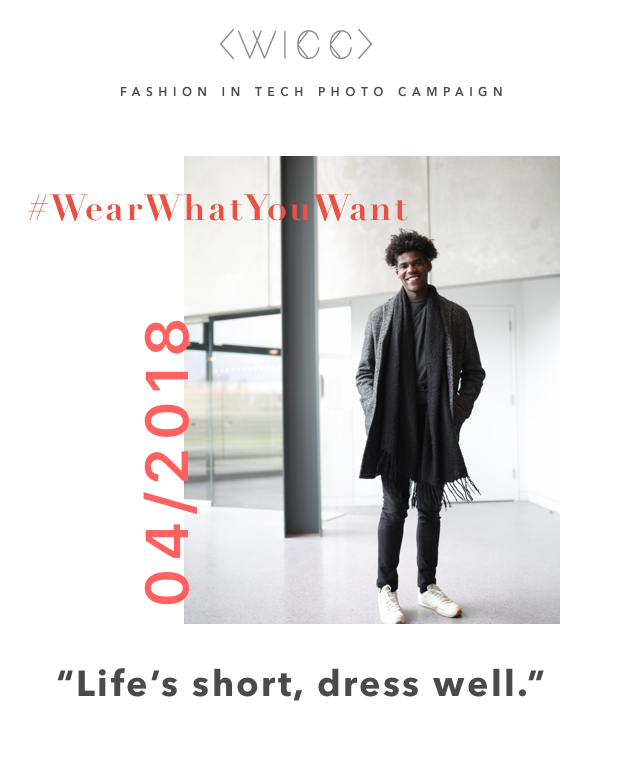 <WICC>
FASHION IN TECH PHOTO CAMPAIGN
#WearWhatYouWant
04/2018
“Life’s short, dress well.”